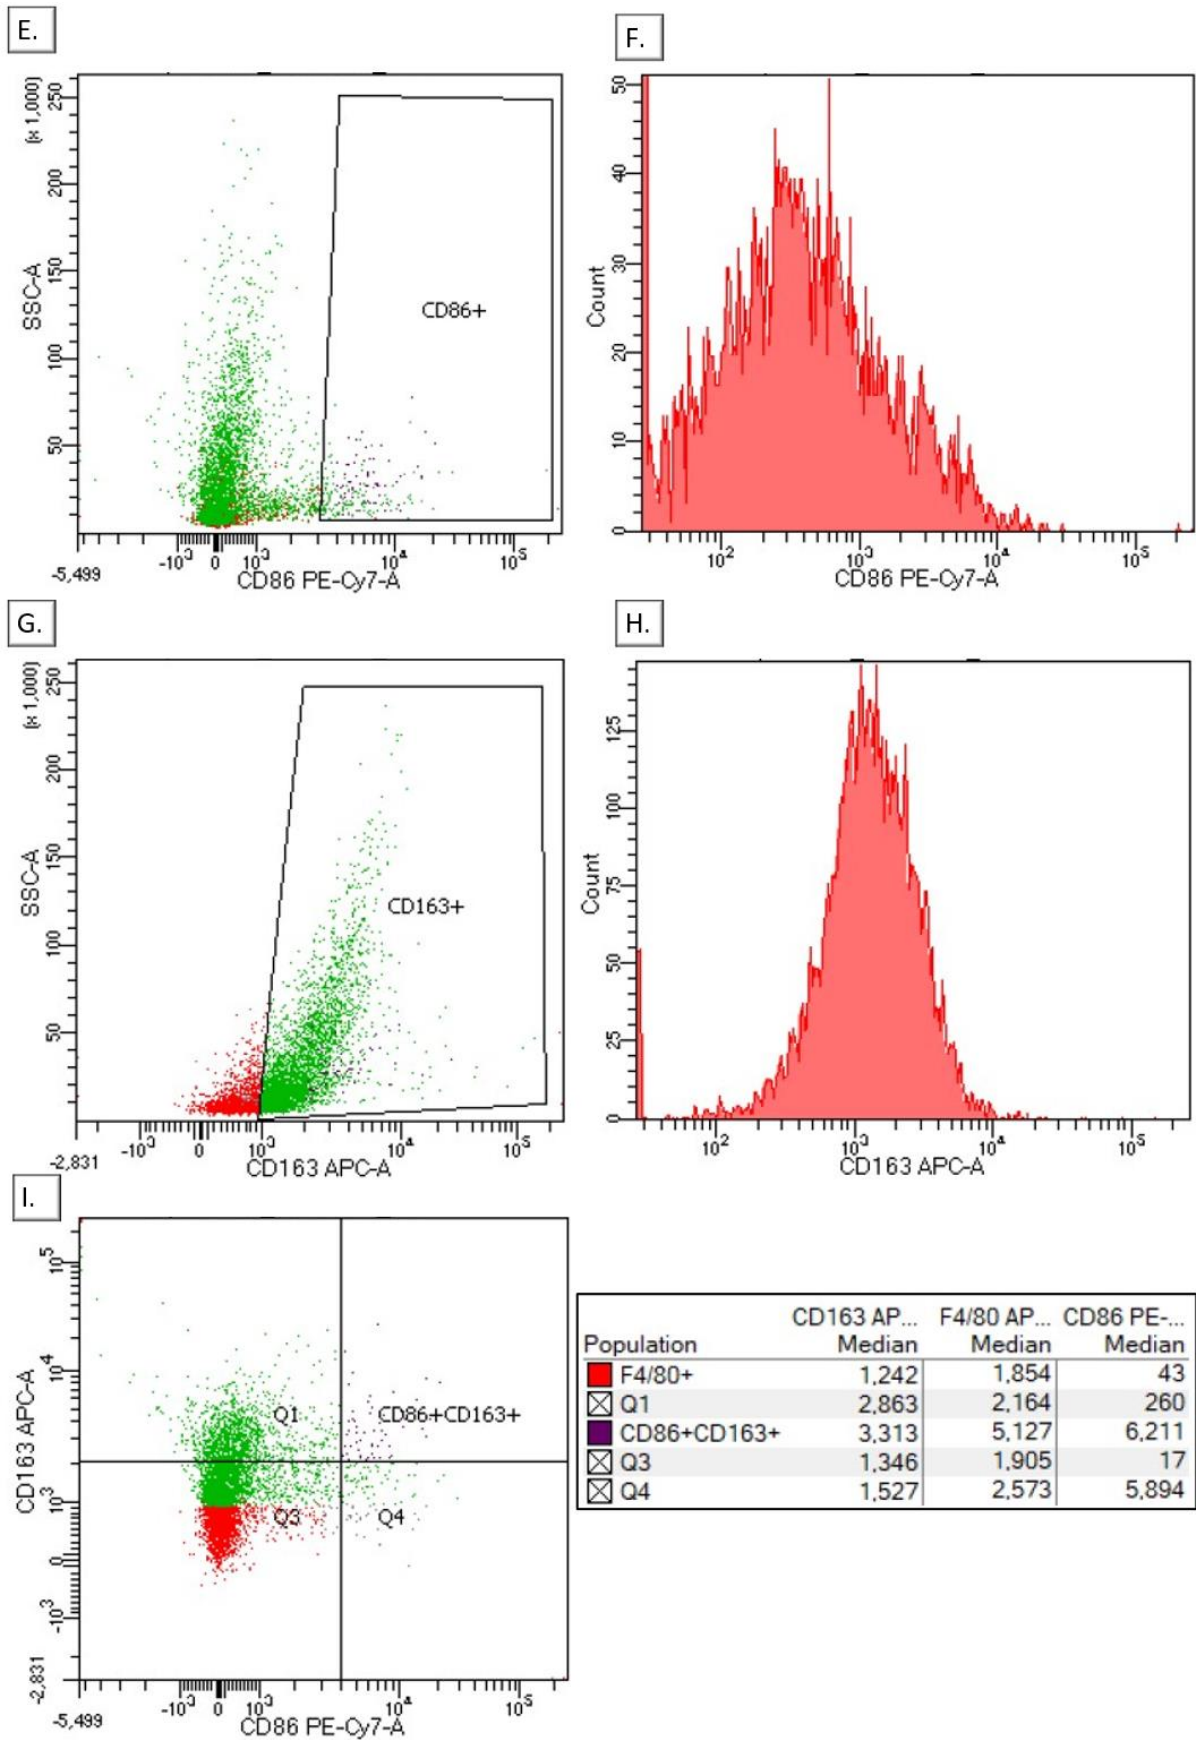 E.
(x 1,000)
250
200
150
100
50
SSC-A
CD86+
-5,499
-10³ 0 10³ 10⁴ 10⁵
CD86 PE-Cy7-A
F.
50
40
30
20
10
0
Count
10² 10³ 10⁴ 10⁵
CD86 PE-Cy7-A
G.
(x 1,000)
250
200
150
100
50
SSC-A
CD163+
-2,831
-10³ 0 10³ 10⁴ 10⁵
CD163 APC-A
H.
125
100
75
50
25
0
Count
10² 10³ 10⁴ 10⁵
CD163 APC-A
I.
10⁵
10⁴
10³
0
-10³
-2,831
CD163 APC-A
Q1
CD86+CD163+
Q3
Q4
-5,499
-10³ 0 10³ 10⁴ 10⁵
CD86 PE-Cy7-A
CD163 AP... F4/80 AP... CD86 PE-...
Population Median Median Median
F4/80+ 1,242 1,854 43
Q1 2,863 2,164 260
CD86+CD163+ 3,313 5,127 6,211
Q3 1,346 1,905 17
Q4 1,527 2,573 5,894